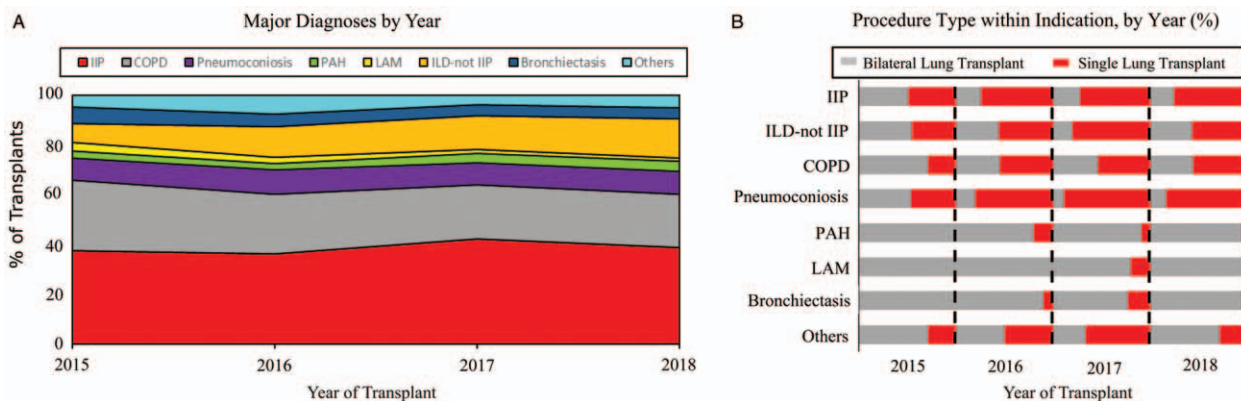 A
Major Diagnoses by Year
IIP COPD Pneumoconiosis PAH LAM ILD-not IIP Bronchiectasis Others
% of Transplants
100
80
60
40
20
0
2015 2016 2017 2018
Year of Transplant
B
Procedure Type within Indication, by Year (%)
Bilateral Lung Transplant Single Lung Transplant
IIP
ILD-not IIP
COPD
Pneumoconiosis
PAH
LAM
Bronchiectasis
Others
2015 2016 2017 2018
Year of Transplant